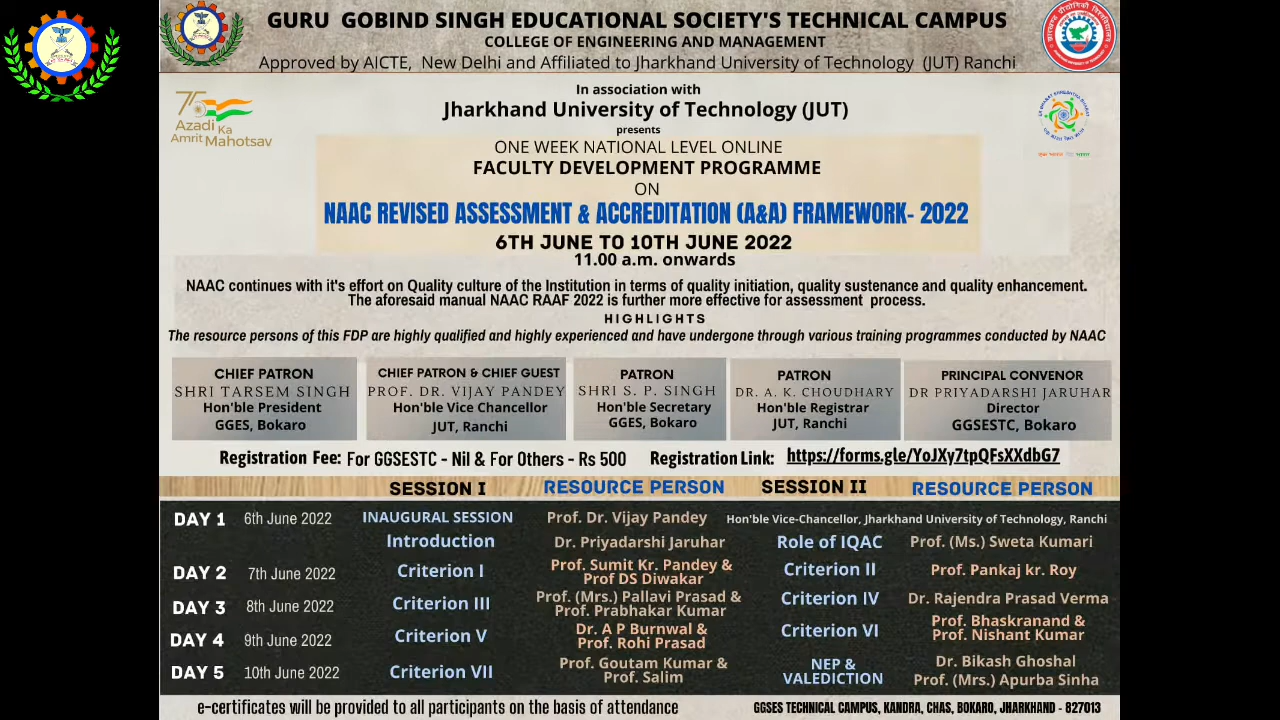 GURU GOBIND SINGH EDUCATIONAL SOCIETY'S TECHNICAL CAMPUS
COLLEGE OF ENGINEERING AND MANAGEMENT
Approved by AICTE, New Delhi and Affiliated to Jharkhand University of Technology (JUT) Ranchi
75
Azadi Ka
Amrit Mahotsav
In association with
Jharkhand University of Technology (JUT)
presents
ONE WEEK NATIONAL LEVEL ONLINE
FACULTY DEVELOPMENT PROGRAMME
ON
NAAC REVISED ASSESSMENT & ACCREDITATION (A&A) FRAMEWORK- 2022
6TH JUNE TO 10TH JUNE 2022
11.00 a.m. onwards
NAAC continues with it's effort on Quality culture of the Institution in terms of quality initiation, quality sustenance and quality enhancement.
The aforesaid manual NAAC RAAF 2022 is further more effective for assessment process.
HIGHLIGHTS
The resource persons of this FDP are highly qualified and highly experienced and have undergone through various training programmes conducted by NAAC
CHIEF PATRON
SHRI TARSEM SINGH
Hon'ble President
GGES, Bokaro
CHIEF PATRON & CHIEF GUEST
PROF. DR. VIJAY PANDEY
Hon'ble Vice Chancellor
JUT, Ranchi
PATRON
SHRI S. P. SINGH
Hon'ble Secretary
GGES, Bokaro
PATRON
DR. A. K. CHOUDHARY
Hon'ble Registrar
JUT, Ranchi
PRINCIPAL CONVENOR
DR PRIYADARSHI JARUHAR
Director
GGSESTC, Bokaro
Registration Fee: For GGSESTC - Nil & For Others - Rs 500 Registration Link: https://forms.gle/YoJXy7tpQFsXXdbG7
SESSION I RESOURCE PERSON SESSION II RESOURCE PERSON
DAY 1 6th June 2022 INAUGURAL SESSION Prof. Dr. Vijay Pandey Hon'ble Vice-Chancellor, Jharkhand University of Technology, Ranchi
Introduction Dr. Priyadarshi Jaruhar Role of IQAC Prof. (Ms.) Sweta Kumari
DAY 2 7th June 2022 Criterion I Prof. Sumit Kr. Pandey &
Prof DS Diwakar
Criterion II Prof. Pankaj kr. Roy
DAY 3 8th June 2022 Criterion III Prof. (Mrs.) Pallavi Prasad &
Prof. Prabhakar Kumar
Criterion IV Dr. Rajendra Prasad Verma
DAY 4 9th June 2022 Criterion V Dr. A P Burnwal &
Prof. Rohi Prasad
Criterion VI Prof. Bhaskranand &
Prof. Nishant Kumar
DAY 5 10th June 2022 Criterion VII Prof. Goutam Kumar &
Prof. Salim
NEP &
VALEDICTION
Dr. Bikash Ghoshal
Prof. (Mrs.) Apurba Sinha
e-certificates will be provided to all participants on the basis of attendance
GGSES TECHNICAL CAMPUS, KANDRA, CHAS, BOKARO, JHARKHAND - 827013